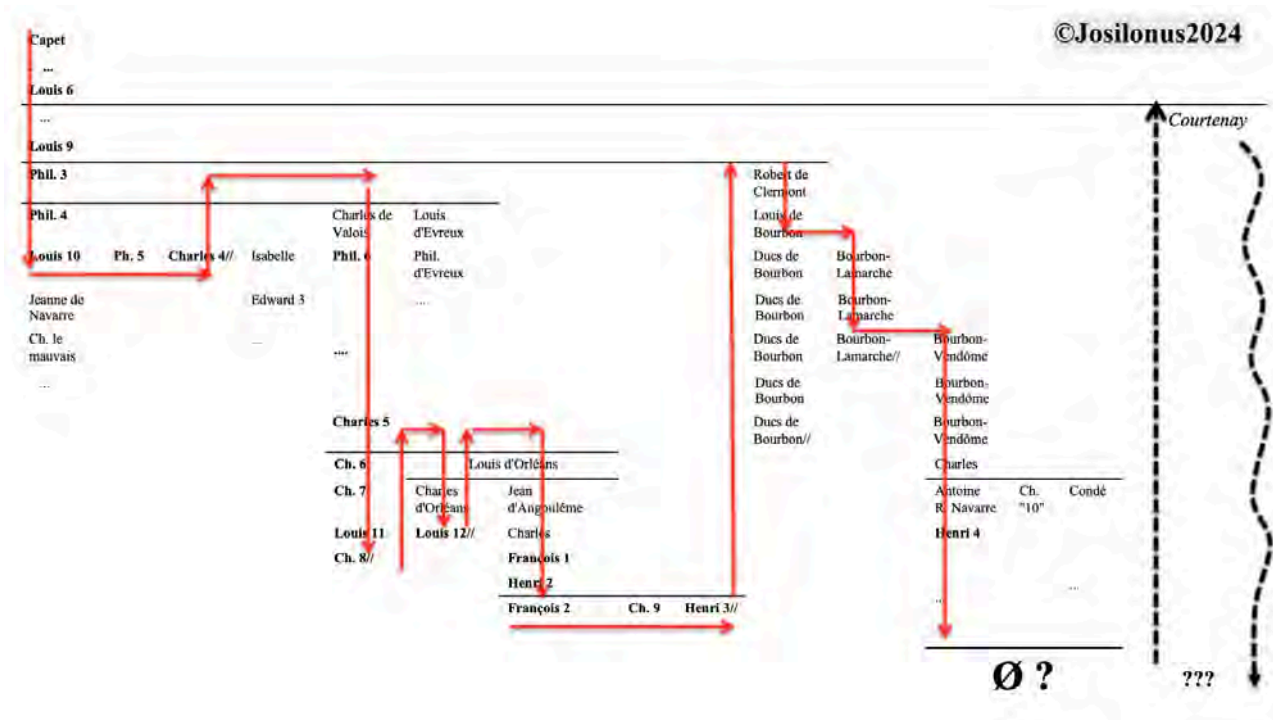 ©Josilonus2024
Capet
...
Louis 6
...
Courtenay
Louis 9
Phil. 3
Robert de
Clermont
Phil. 4
Charles de
Valois
Louis
d'Evreux
Louis de
Bourbon
Louis 10
Ph. 5
Charles 4//
Isabelle
Phil. 6
Phil.
d'Evreux
Ducs de
Bourbon
Bourbon-
Lamarche
Jeanne de
Navarre
Edward 3
...
Ducs de
Bourbon
Bourbon-
Lamarche
Ch. le
mauvais
...
....
Ducs de
Bourbon
Bourbon-
Lamarche//
Bourbon-
Vendôme
...
Ducs de
Bourbon
Bourbon-
Vendôme
Charles 5
Ducs de
Bourbon//
Bourbon-
Vendôme
Ch. 6
Louis d'Orléans
Charles
Ch. 7
Charles
d'Orléans
Jean
d'Angoulême
Antoine
R. Navarre
Ch.
"10"
Condé
Louis 11
Louis 12//
Charles
Henri 4
Ch. 8//
François 1
Henri 2
...
...
François 2
Ch. 9
Henri 3//
Ø ?
???